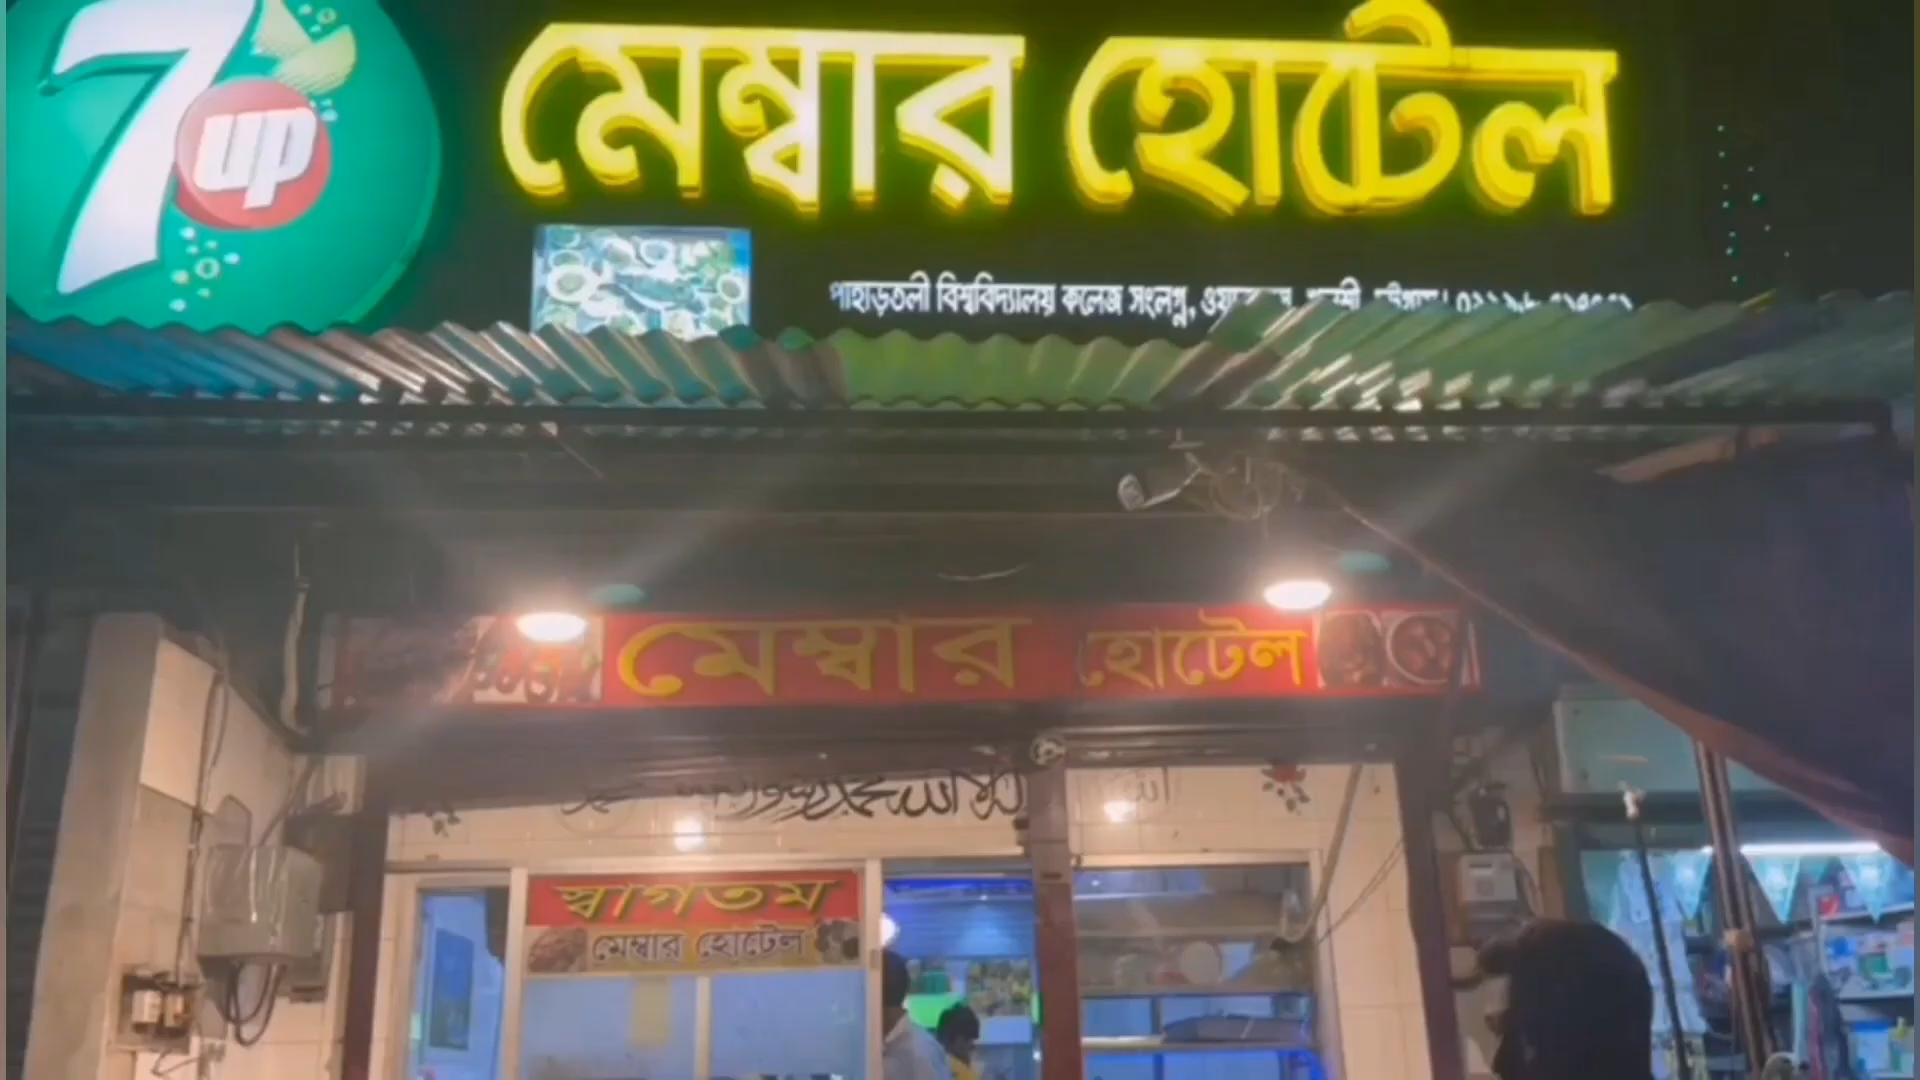 7up
মেম্বার হোটেল
পাহাড়তলী বিশ্ববিদ্যালয় কলেজ সংলগ্ন,
মেম্বার হোটেল
স্বাগতম
মেম্বার হোটেল